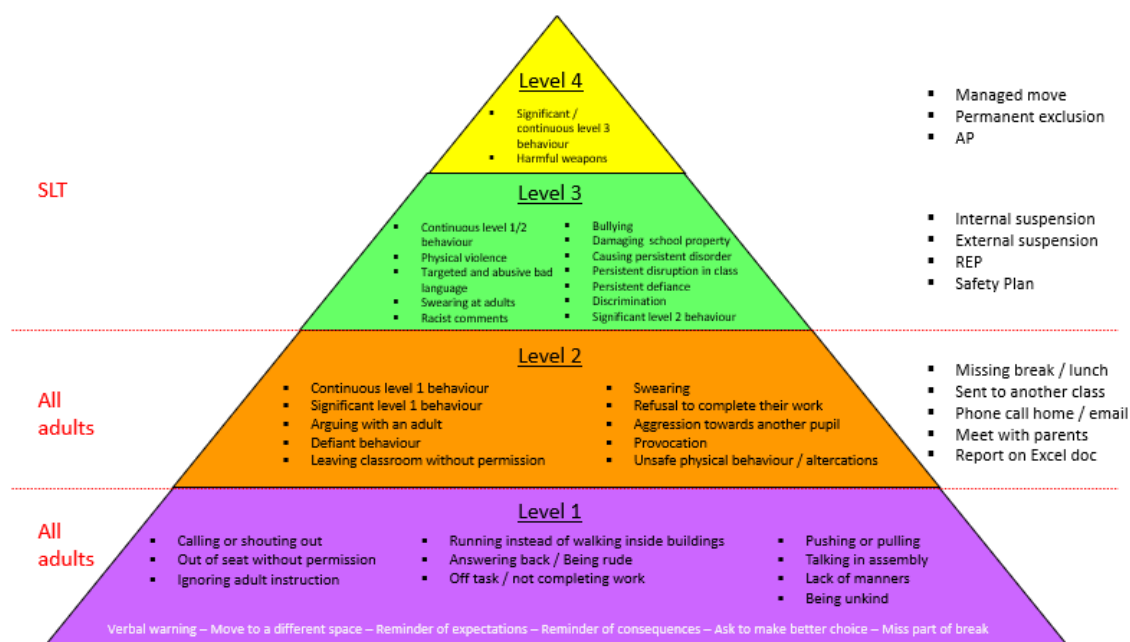 Level 4
▪ Significant /
continuous level 3
behaviour
▪ Harmful weapons
▪ Managed move
▪ Permanent exclusion
▪ AP
SLT
Level 3
▪ Continuous level 1/2
behaviour
▪ Physical violence
▪ Targeted and abusive bad
language
▪ Swearing at adults
▪ Racist comments
▪ Bullying
▪ Damaging school property
▪ Causing persistent disorder
▪ Persistent disruption in class
▪ Persistent defiance
▪ Discrimination
▪ Significant level 2 behaviour
▪ Internal suspension
▪ External suspension
▪ REP
▪ Safety Plan
All
adults
Level 2
▪ Continuous level 1 behaviour
▪ Significant level 1 behaviour
▪ Arguing with an adult
▪ Defiant behaviour
▪ Leaving classroom without permission
▪ Swearing
▪ Refusal to complete their work
▪ Aggression towards another pupil
▪ Provocation
▪ Unsafe physical behaviour / altercations
▪ Missing break / lunch
▪ Sent to another class
▪ Phone call home / email
▪ Meet with parents
▪ Report on Excel doc
All
adults
Level 1
▪ Calling or shouting out
▪ Out of seat without permission
▪ Ignoring adult instruction
▪ Running instead of walking inside buildings
▪ Answering back / Being rude
▪ Off task / not completing work
▪ Pushing or pulling
▪ Talking in assembly
▪ Lack of manners
▪ Being unkind
Verbal warning – Move to a different space – Reminder of expectations – Reminder of consequences – Ask to make better choice – Miss part of break